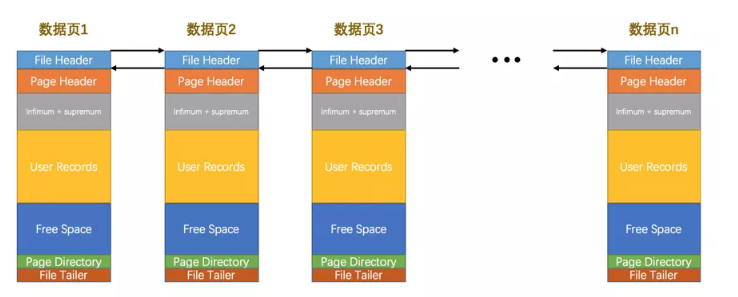 数据页1
数据页2
数据页3
数据页n
File Header
File Header
File Header
•••
File Header
Page Header
Page Header
Page Header
Page Header
Infimum + supremum
Infimum + supremum
Infimum + supremum
Infimum + supremum
User Records
User Records
User Records
User Records
Free Space
Free Space
Free Space
Free Space
Page Directory
Page Directory
Page Directory
Page Directory
File Tailer
File Tailer
File Tailer
File Tailer